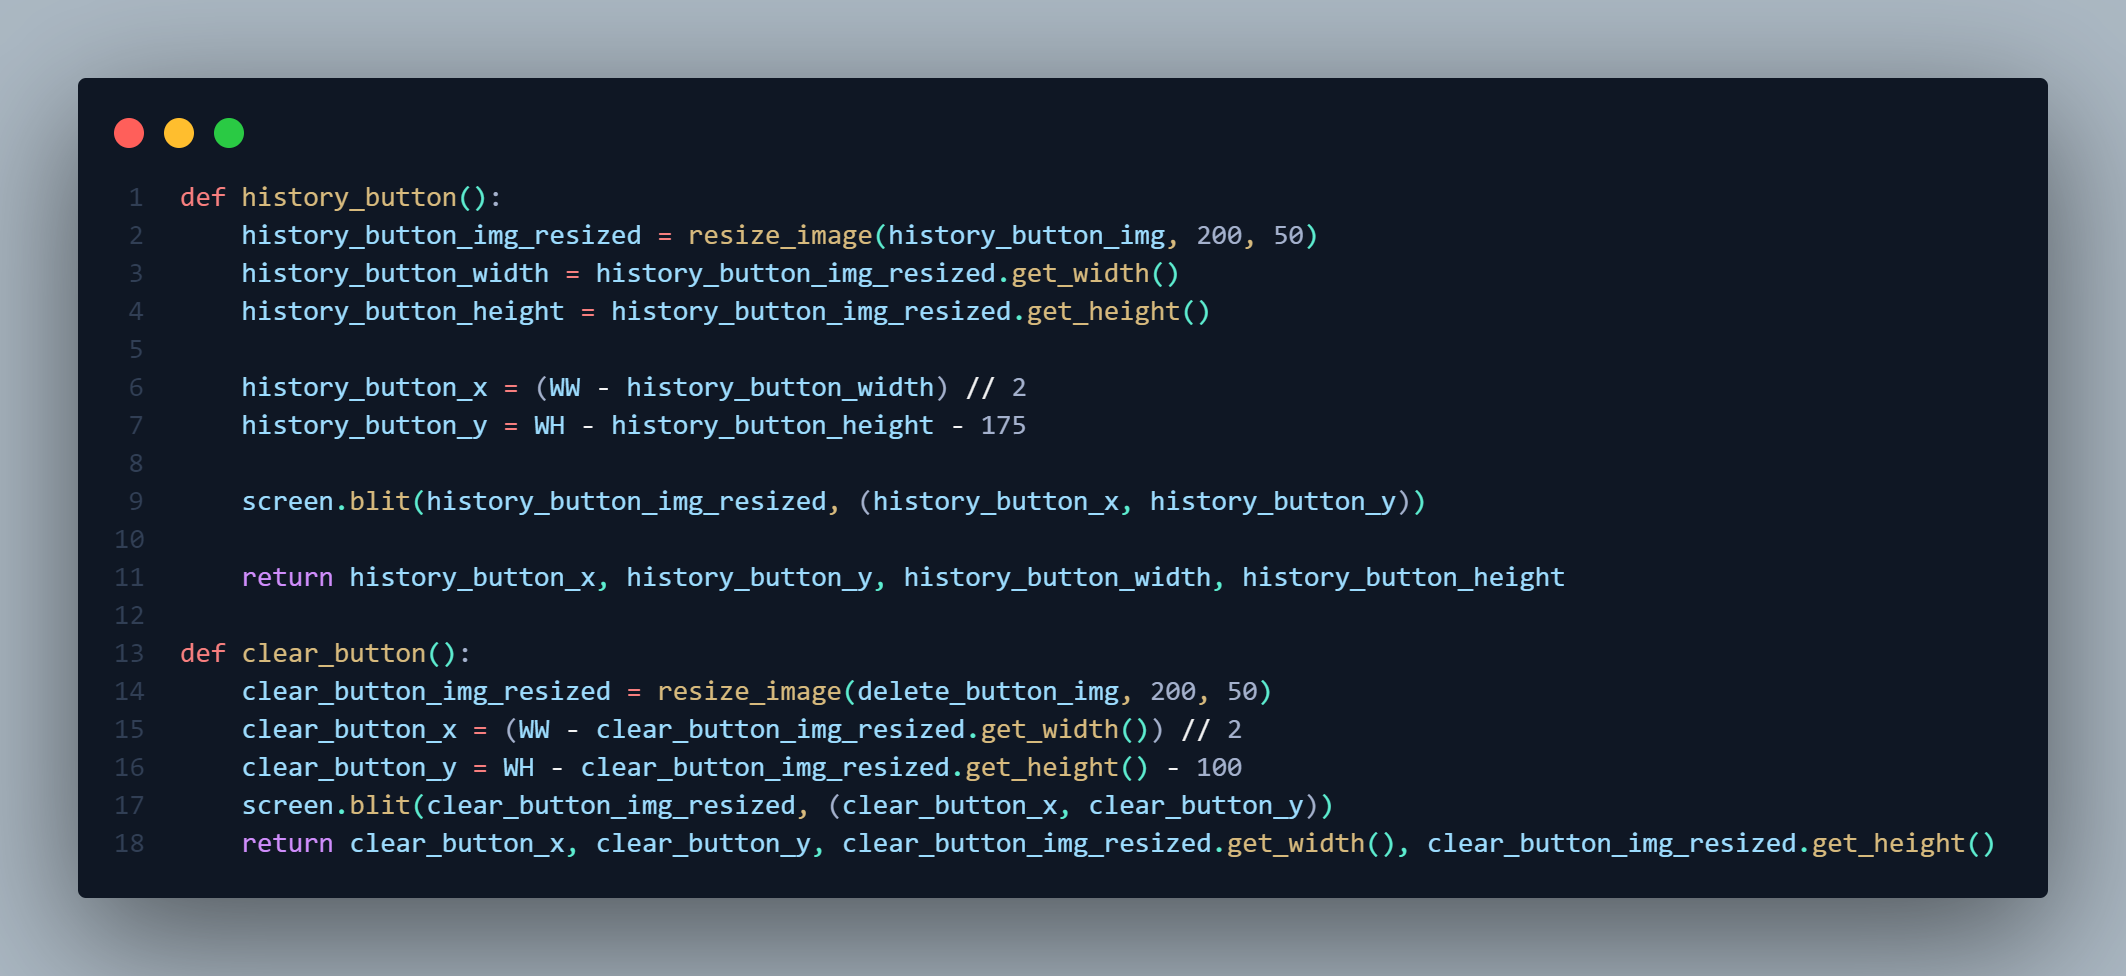 1 def history_button():
2     history_button_img_resized = resize_image(history_button_img, 200, 50)
3     history_button_width = history_button_img_resized.get_width()
4     history_button_height = history_button_img_resized.get_height()
5
6     history_button_x = (WW - history_button_width) // 2
7     history_button_y = WH - history_button_height - 175
8
9     screen.blit(history_button_img_resized, (history_button_x, history_button_y))
10
11     return history_button_x, history_button_y, history_button_width, history_button_height
12
13 def clear_button():
14     clear_button_img_resized = resize_image(delete_button_img, 200, 50)
15     clear_button_x = (WW - clear_button_img_resized.get_width()) // 2
16     clear_button_y = WH - clear_button_img_resized.get_height() - 100
17     screen.blit(clear_button_img_resized, (clear_button_x, clear_button_y))
18     return clear_button_x, clear_button_y, clear_button_img_resized.get_width(), clear_button_img_resized.get_height()